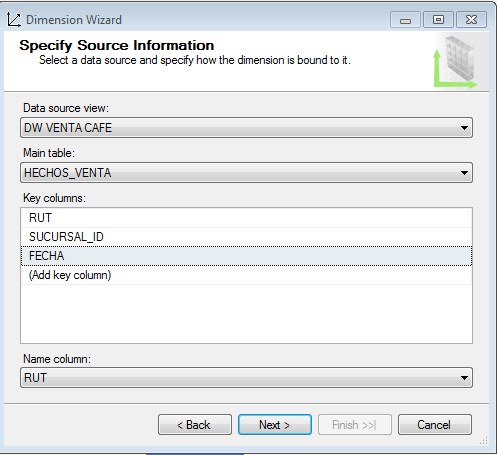 Dimension Wizard
Specify Source Information
Select a data source and specify how the dimension is bound to it.
Data source view:
DW VENTA CAFE
Main table:
HECHOS_VENTA
Key columns:
RUT
SUCURSAL_ID
FECHA
(Add key column)
Name column:
RUT
< Back
Next >
Finish >>|
Cancel